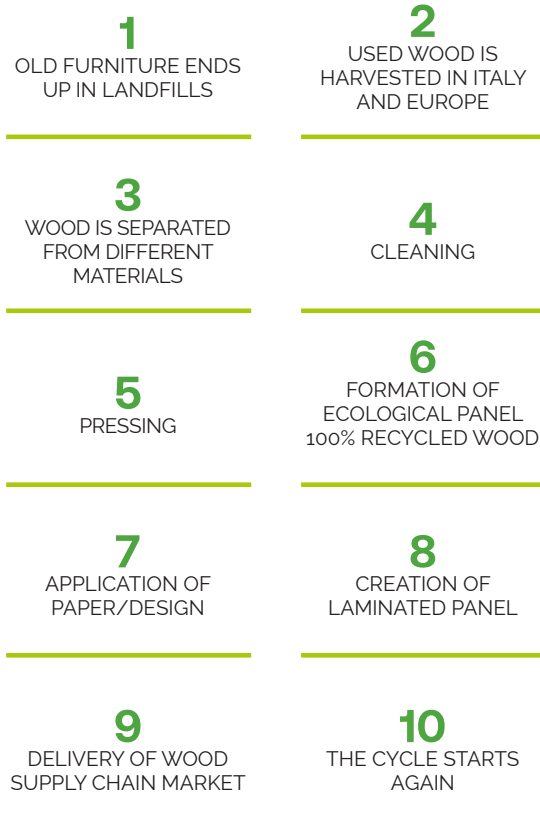 1
OLD FURNITURE ENDS
UP IN LANDFILLS
2
USED WOOD IS
HARVESTED IN ITALY
AND EUROPE
3
WOOD IS SEPARATED
FROM DIFFERENT
MATERIALS
4
CLEANING
5
PRESSING
6
FORMATION OF
ECOLOGICAL PANEL
100% RECYCLED WOOD
7
APPLICATION OF
PAPER/DESIGN
8
CREATION OF
LAMINATED PANEL
9
DELIVERY OF WOOD
SUPPLY CHAIN MARKET
10
THE CYCLE STARTS
AGAIN